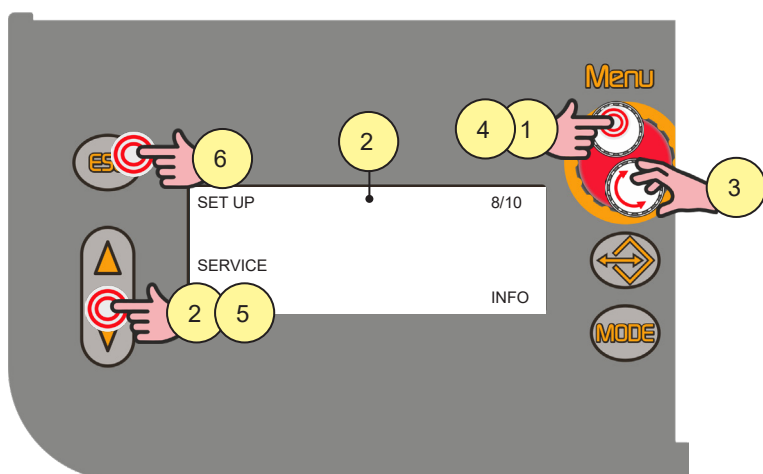 Menu
4 1
2
6
ES
3
SET UP 8/10
SERVICE
2 5
INFO
MODE